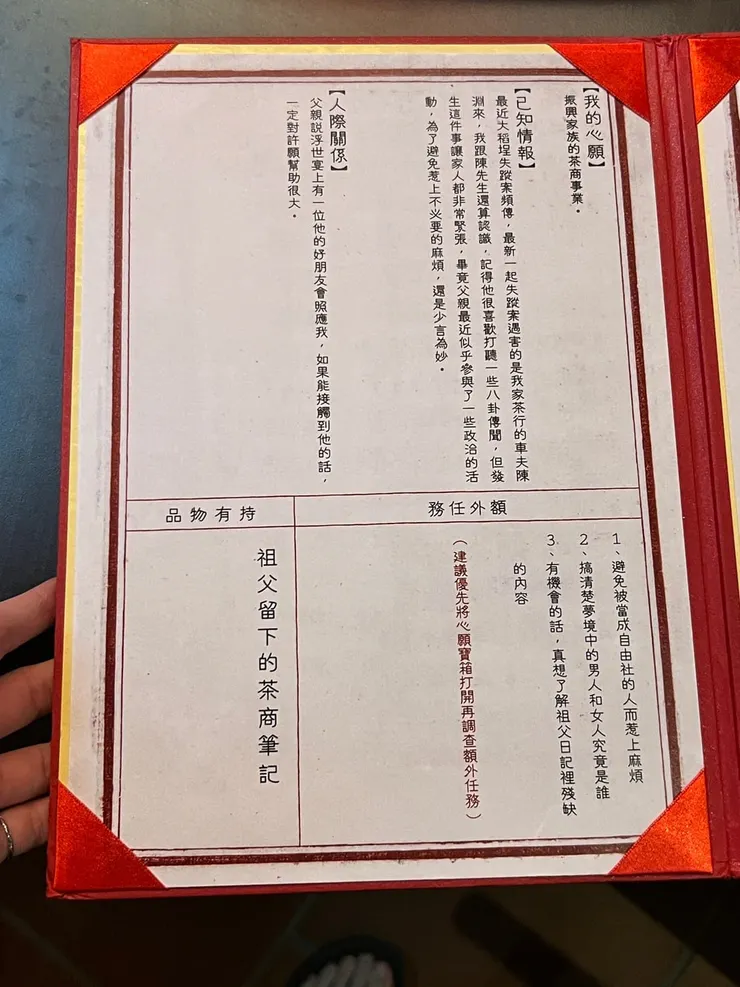 【我的心願】
振興家族的茶商事業。
【已知情報】
最近大稻埕失蹤案頻傳，最新一起失蹤案遇害的是我家茶行的車夫陳
淵來，我跟陳先生還算認識，記得他很喜歡打聽一些八卦傳聞，但發
生這件事讓家人都非常緊張，畢竟父親最近似乎參與了一些政治的活
動，為了避免惹上不必要的麻煩，還是少言為妙。
【人際關係】
父親說浮世宴上有一位他的好朋友會照應我，如果能接觸到他的話，
一定對許願幫助很大。
額外任務
1、避免被當成自由社的人而惹上麻煩
2、搞清楚夢境中的男人和女人究竟是誰
3、有機會的話，真想了解祖父日記裡殘缺
的內容
（建議優先將心願寶箱打開再調查額外任務）
持有物品
祖父留下的茶商筆記